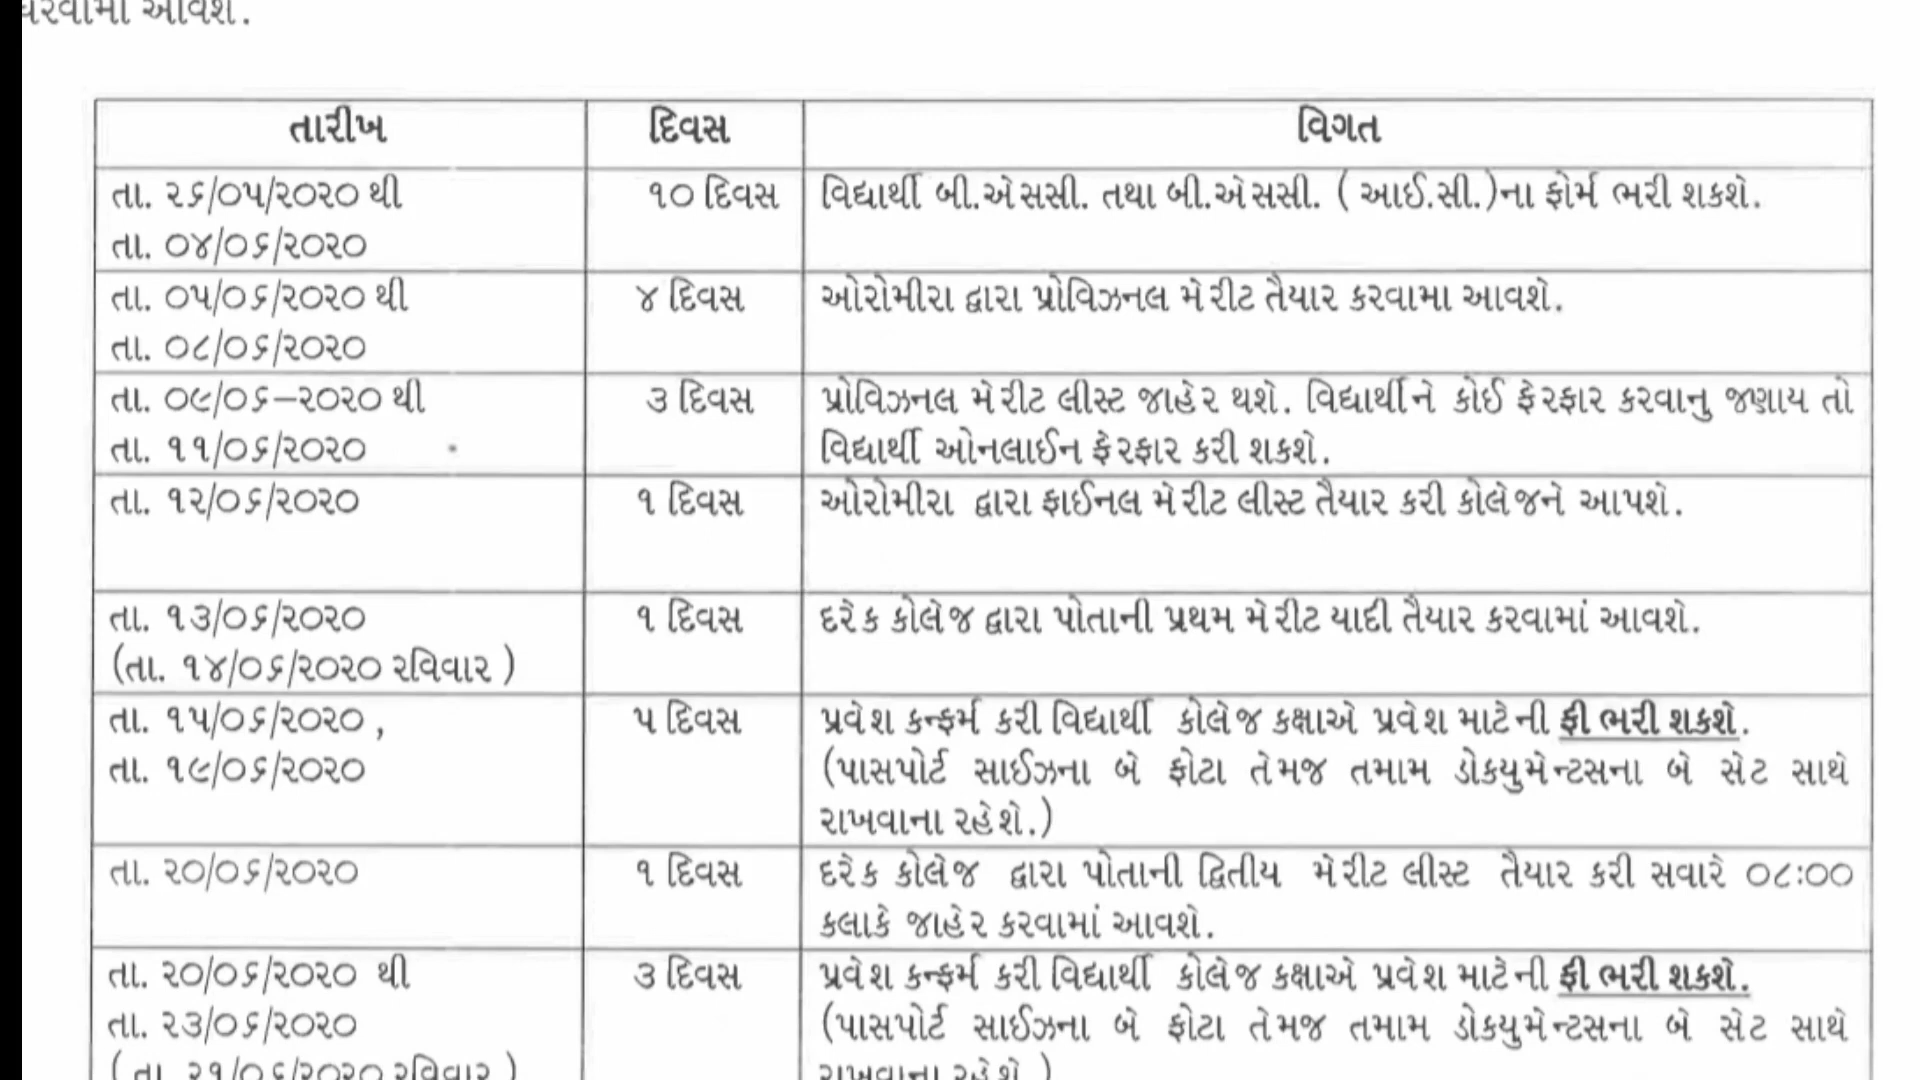 આવશે.
તારીખ દિવસ વિગત
તા. ૨૬/૦૫/૨૦૨૦ થી ૧૦ દિવસ વિદ્યાર્થી બી.એસસી. તથા બી.એસસી. ( આઈ.સી.)ના ફોર્મ ભરી શકશે.
તા. ૦૪/૦૬/૨૦૨૦
તા. ૦૫/૦૬/૨૦૨૦ થી ૪ દિવસ ઓરોમીરા દ્વારા પ્રોવિઝનલ મેરીટ તૈયાર કરવામા આવશે.
તા. ૦૮/૦૬/૨૦૨૦
તા. ૦૯/૦૬–૨૦૨૦ થી ૩ દિવસ પ્રોવિઝનલ મેરીટ લીસ્ટ જાહેર થશે. વિદ્યાર્થીને કોઈ ફેરફાર કરવાનુ જણાય તો
તા. ૧૧/૦૬/૨૦૨૦ વિદ્યાર્થી ઓનલાઈન ફેરફાર કરી શકશે.
તા. ૧૨/૦૬/૨૦૨૦ ૧ દિવસ ઓરોમીરા દ્વારા ફાઈનલ મેરીટ લીસ્ટ તૈયાર કરી કોલેજને આપશે.
તા. ૧૩/૦૬/૨૦૨૦ ૧ દિવસ દરેક કોલેજ દ્વારા પોતાની પ્રથમ મેરીટ યાદી તૈયાર કરવામાં આવશે.
(તા. ૧૪/૦૬/૨૦૨૦ રવિવાર )
તા. ૧૫/૦૬/૨૦૨૦ , ૫ દિવસ પ્રવેશ કન્ફર્મ કરી વિદ્યાર્થી કોલેજ કક્ષાએ પ્રવેશ માટેની ફી ભરી શકશે.
તા. ૧૯/૦૬/૨૦૨૦ (પાસપોર્ટ સાઈઝના બે ફોટા તેમજ તમામ ડોકયુમેન્ટસના બે સેટ સાથે
રાખવાના રહેશે.)
તા. ૨૦/૦૬/૨૦૨૦ ૧ દિવસ દરેક કોલેજ દ્વારા પોતાની દ્વિતીય મેરીટ લીસ્ટ તૈયાર કરી સવારે ૦૮:૦૦
કલાકે જાહેર કરવામાં આવશે.
તા. ૨૦/૦૬/૨૦૨૦ થી ૩ દિવસ પ્રવેશ કન્ફર્મ કરી વિદ્યાર્થી કોલેજ કક્ષાએ પ્રવેશ માટેની ફી ભરી શકશે.
તા. ૨૩/૦૬/૨૦૨૦ (પાસપોર્ટ સાઈઝના બે ફોટા તેમજ તમામ ડોકયુમેન્ટસના બે સેટ સાથે
( તા. ૨૧/૦૬/૨૦૨૦ રવિવાર ) રાખવાના રહેશે.)